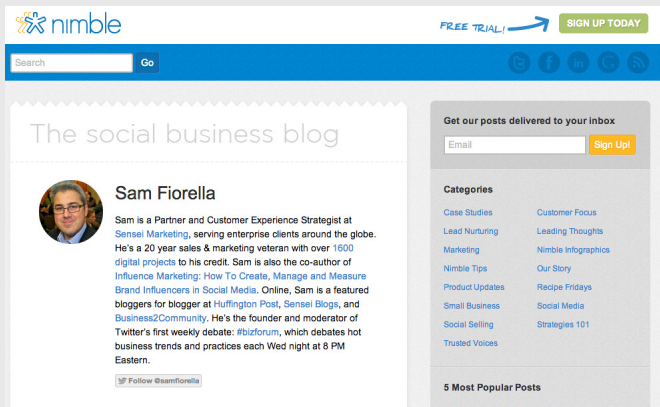 nimble
FREE TRIAL!
SIGN UP TODAY
Search
Go
The social business blog
Sam Fiorella
Sam is a Partner and Customer Experience Strategist at
Sensei Marketing, serving enterprise clients around the globe.
He's a 20 year sales & marketing veteran with over 1600
digital projects to his credit. Sam is also the co-author of
Influence Marketing: How To Create, Manage and Measure
Brand Influencers in Social Media. Online, Sam is a featured
bloggers for blogger at Huffington Post, Sensei Blogs, and
Business2Community. He's the founder and moderator of
Twitter's first weekly debate: #bizforum, which debates hot
business trends and practices each Wed night at 8 PM
Eastern.
Follow @samfiorella
Get our posts delivered to your inbox
Email
Sign Up!
Categories
Case Studies
Customer Focus
Lead Nurturing
Leading Thoughts
Marketing
Nimble Infographics
Nimble Tips
Our Story
Product Updates
Recipe Fridays
Small Business
Social Media
Social Selling
Strategies 101
Trusted Voices
5 Most Popular Posts